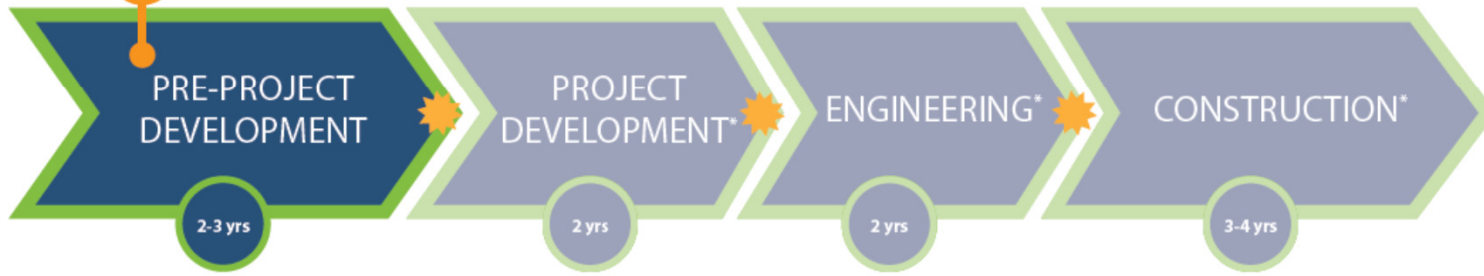 PRE-PROJECT
DEVELOPMENT
2-3 yrs
PROJECT
DEVELOPMENT*
2 yrs
ENGINEERING*
2 yrs
CONSTRUCTION*
3-4 yrs